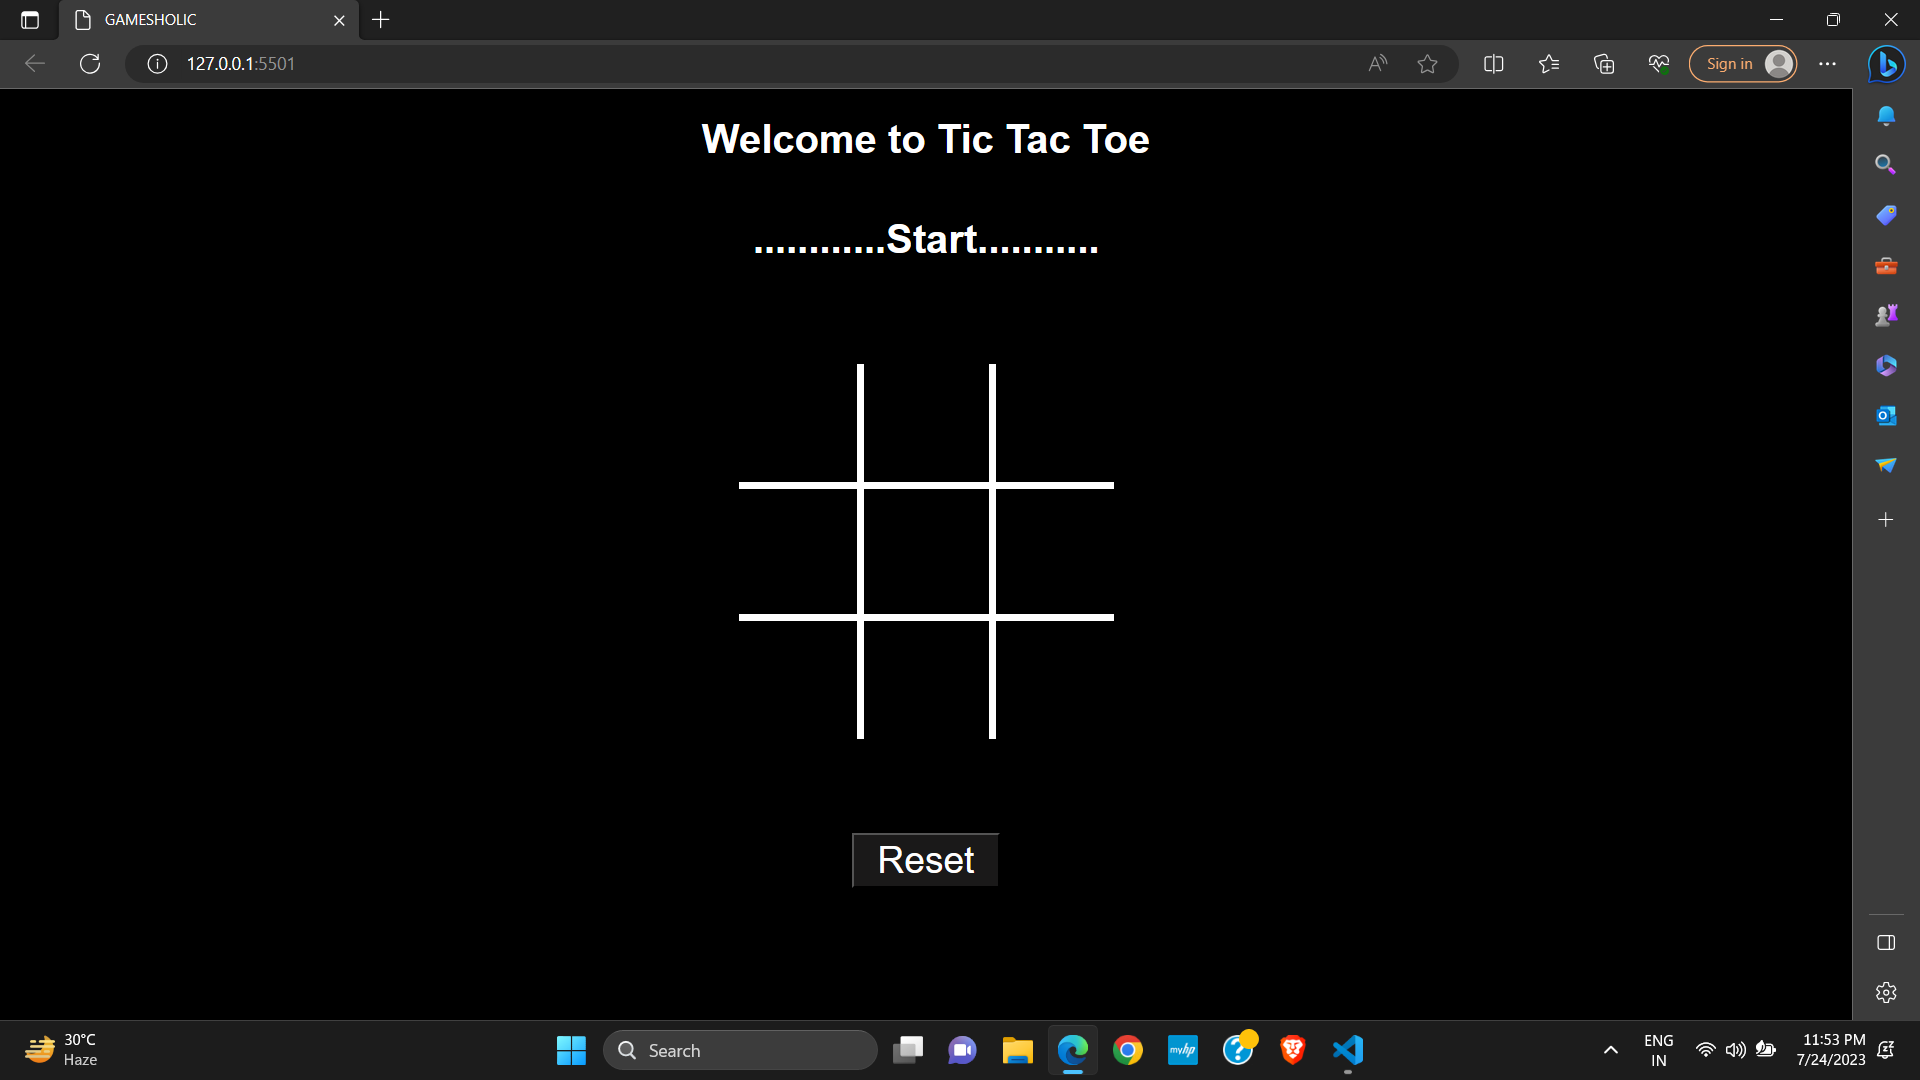 GAMESHOLIC
127.0.0.1:5501
Sign in
Welcome to Tic Tac Toe
............Start...........
Reset
30°C
Haze
Search
myhp
ENG
IN
11:53 PM
7/24/2023